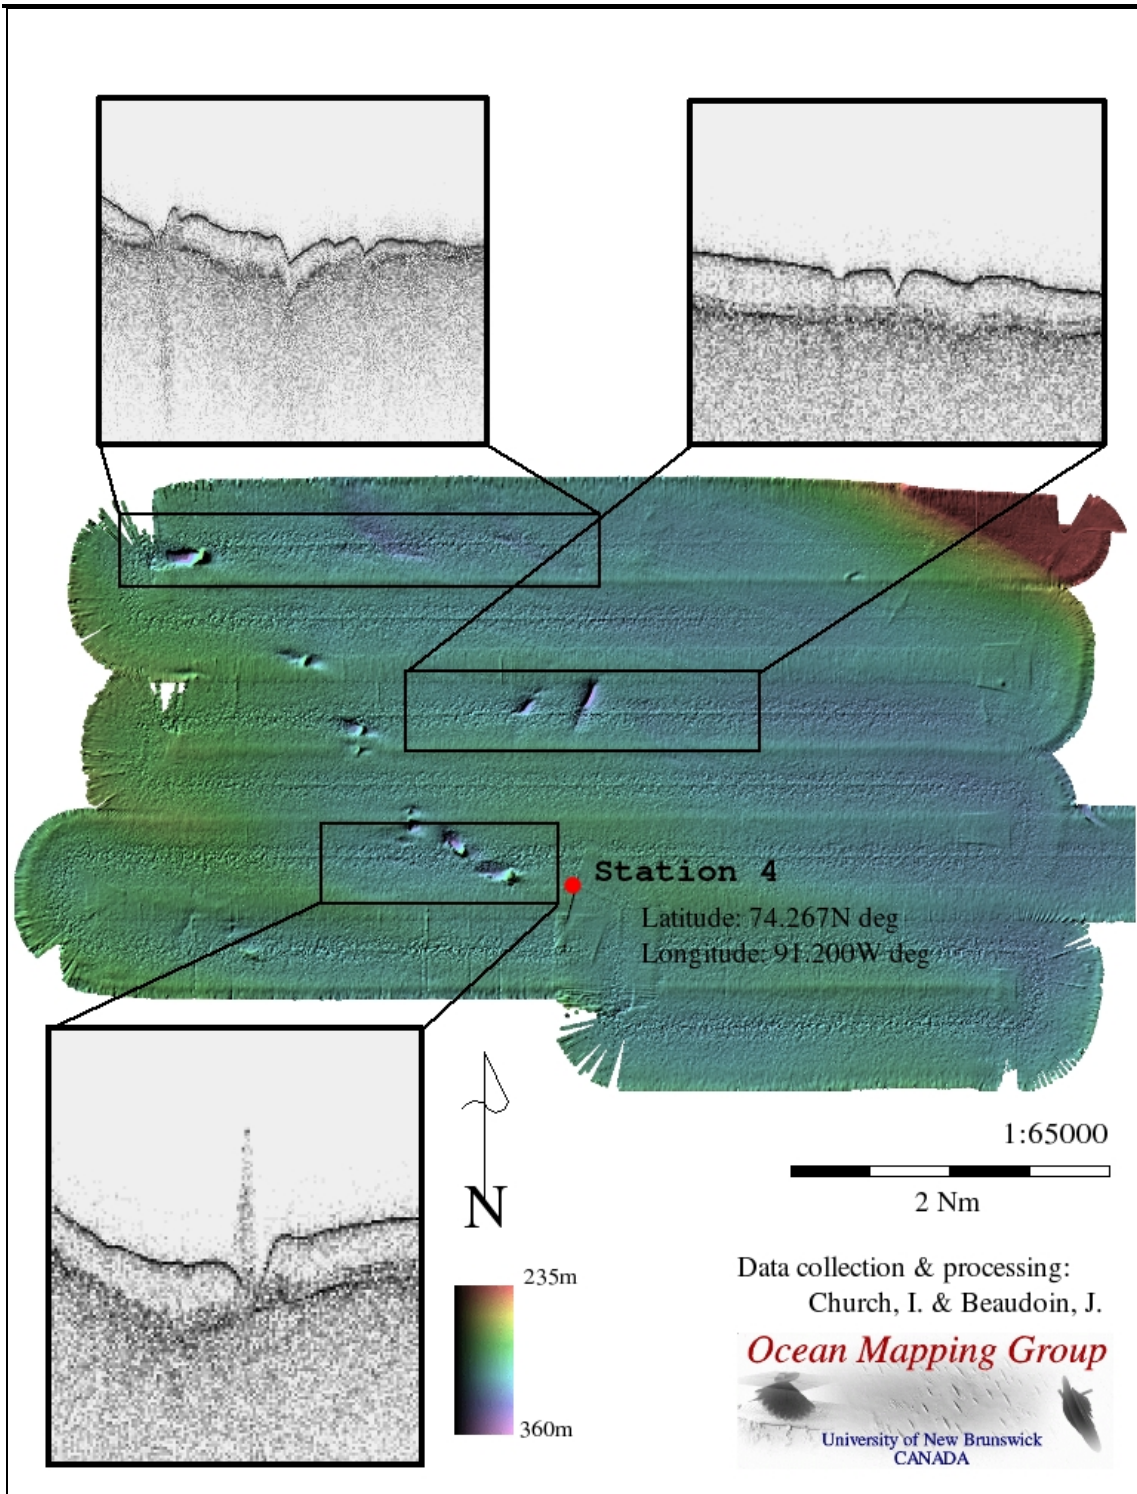 Station 4
Latitude: 74.267N deg
Longitude: 91.200W deg
N
1:65000
2 Nm
235m
360m
Data collection & processing:
Church, I. & Beaudoin, J.
Ocean Mapping Group
University of New Brunswick
CANADA